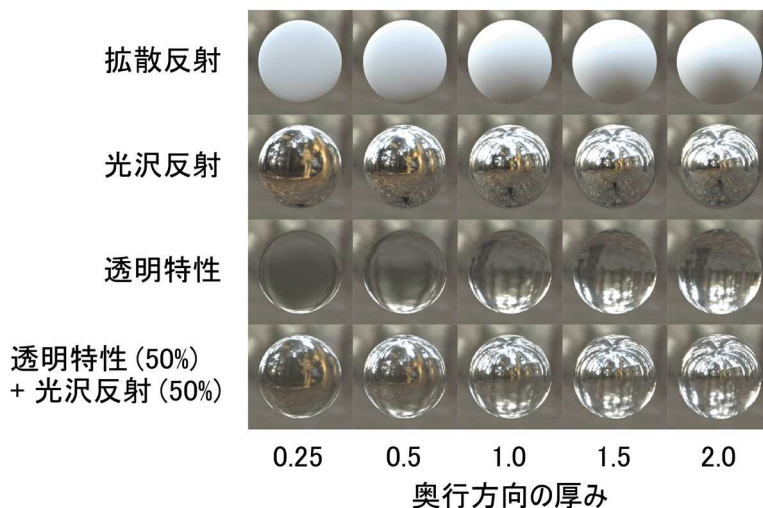 拡散反射
光沢反射
透明特性
透明特性(50%)
+ 光沢反射(50%)
0.25 0.5 1.0 1.5 2.0
奥行方向の厚み